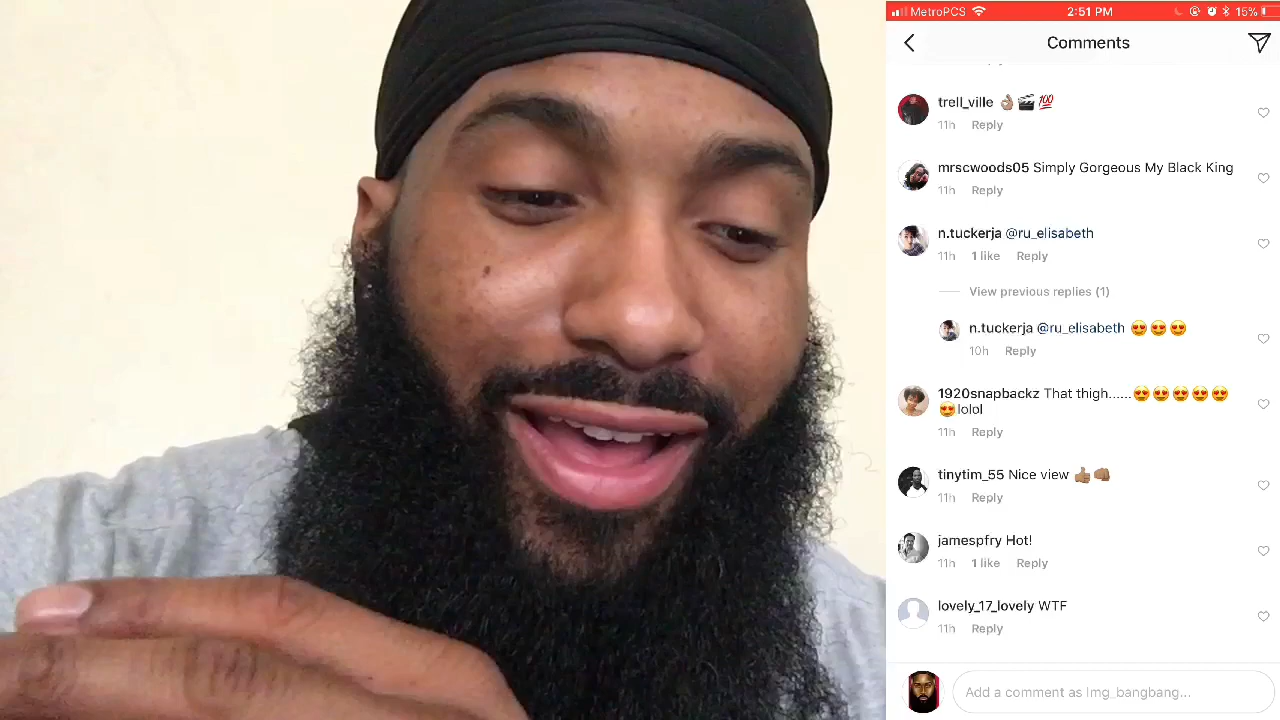 MetroPCS 2:51 PM 15%
Comments
trell_ville 👌🏽🎬💯
11h Reply
mrscwoods05 Simply Gorgeous My Black King
11h Reply
n.tuckerja @ru_elisabeth
11h 1 like Reply
View previous replies (1)
n.tuckerja @ru_elisabeth 😍😍😍
10h Reply
1920snapbackz That thigh......😍😍😍😍😍
😍lolol
11h Reply
tinytim_55 Nice view 👍🏽👊🏽
11h Reply
jamespfry Hot!
11h 1 like Reply
lovely_17_lovely WTF
11h Reply
Add a comment as Img_bangbang...